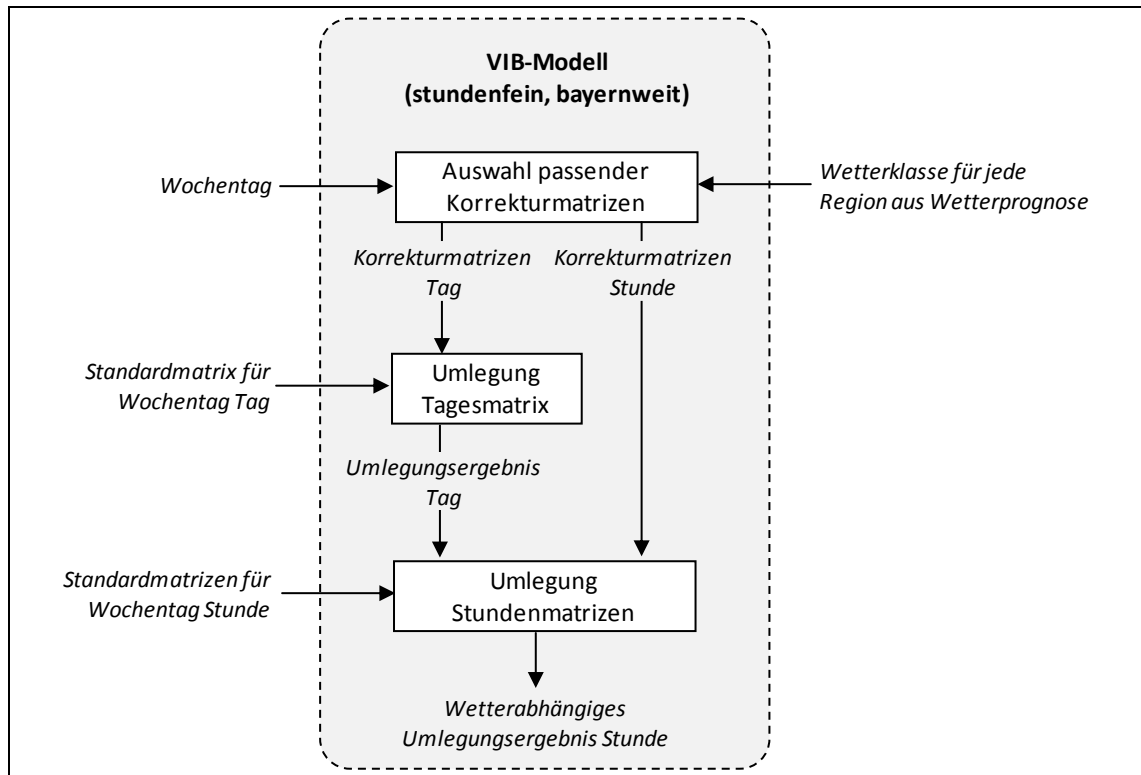 VIB-Modell
(stundenfein, bayernweit)
Wochentag
Auswahl passender
Korrekturmatrizen
Wetterklasse für jede
Region aus Wetterprognose
Korrekturmatrizen
Tag
Korrekturmatrizen
Stunde
Standardmatrix für
Wochentag Tag
Umlegung
Tagesmatrix
Umlegungsergebnis
Tag
Standardmatrizen für
Wochentag Stunde
Umlegung
Stundenmatrizen
Wetterabhängiges
Umlegungsergebnis Stunde